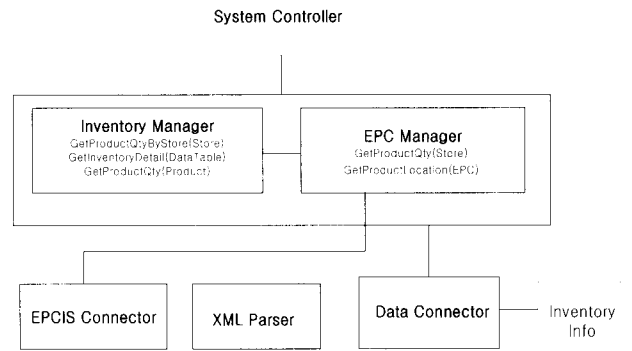 System Controller
Inventory Manager
GetProductQtyByStore(Store)
GetInventoryDetail(DataTable)
GetProductQty(Product)
EPC Manager
GetProductQty(Store)
GetProductLocation(EPC)
EPCIS Connector
XML Parser
Data Connector
Inventory
Info